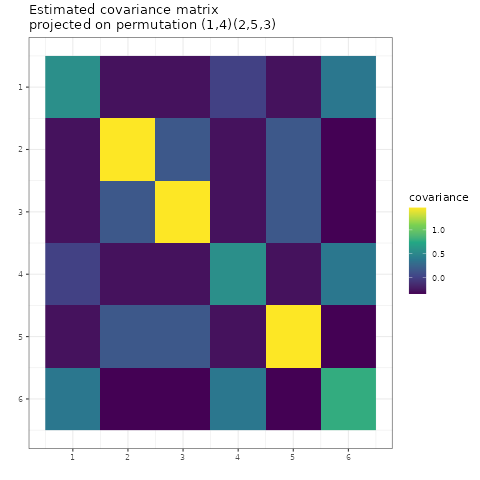 Estimated covariance matrix
projected on permutation (1,4)(2,5,3)
1
2
3
4
5
6
1 2 3 4 5 6
covariance
1.0
0.5
0.0